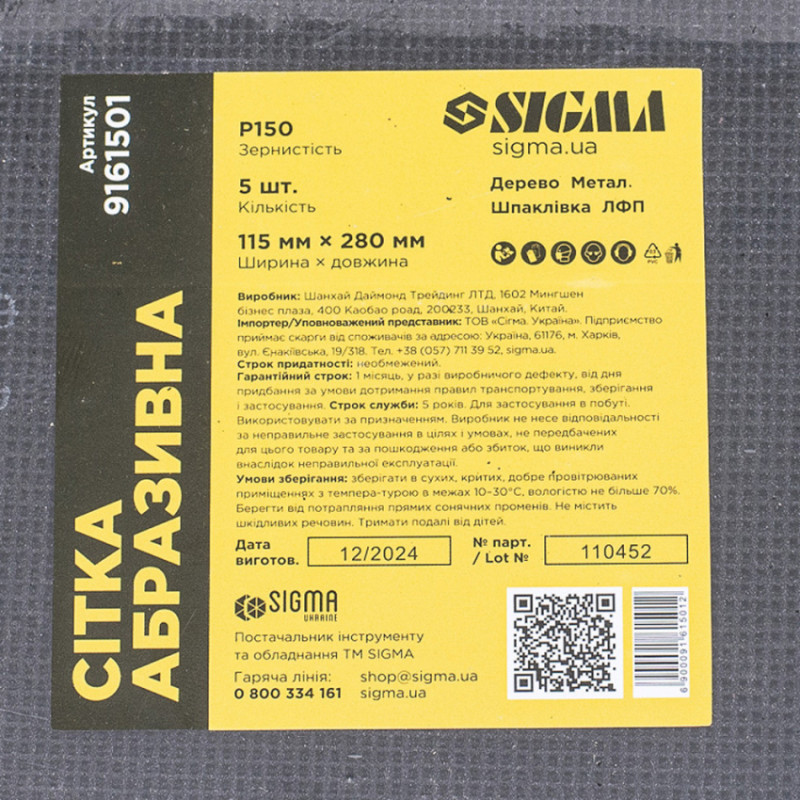 Артикул
9161501
СІТКА
АБРАЗИВНА
P150
Зернистість
5 шт.
Кількість
115 мм × 280 мм
Ширина × довжина
SIGMA
sigma.ua
Дерево Метал.
Шпаклівка ЛФП
PVC
Виробник: Шанхай Даймонд Трейдинг ЛТД, 1602 Мингшен
бізнес плаза, 400 Каобао роад, 200233, Шанхай, Китай.
Імпортер/Уповноважений представник: ТОВ «Сігма. Україна». Підприємство
приймає скарги від споживачів за адресою: Україна, 61176, м. Харків,
вул. Єнакіївська, 19/318. Тел. +38 (057) 711 39 52, sigma.ua.
Строк придатності: необмежений.
Гарантійний строк: 1 місяць, у разі виробничого дефекту, від дня
придбання за умови дотримання правил транспортування, зберігання
і застосування. Строк служби: 5 років. Для застосування в побуті.
Використовувати за призначенням. Виробник не несе відповідальності
за неправильне застосування в цілях і умовах, не передбачених
для цього товару та за пошкодження або збиток, що виникли
внаслідок неправильної експлуатації.
Умови зберігання: зберігати в сухих, критих, добре провітрюваних
приміщеннях з темпера-турою в межах 10-30°С, вологістю не більше 70%.
Берегти від потрапляння прямих сонячних променів. Не містить
шкідливих речовин. Тримати подалі від дітей.
Дата
виготов.
12/2024
№ парт.
/ Lot №
110452
SIGMA
UKRAINE
Постачальник інструменту
та обладнання ТМ SIGMA
Гаряча лінія:
0 800 334 161
shop@sigma.ua
sigma.ua
6 900091 615012